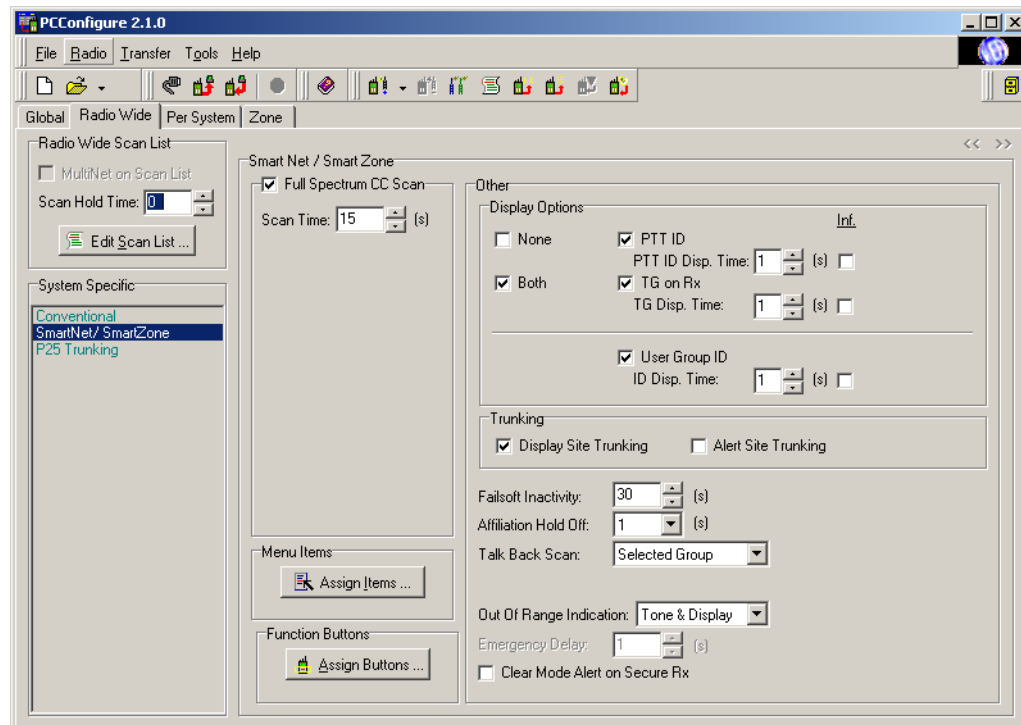 PCConfigure 2.1.0
File Radio Transfer Tools Help
Global Radio Wide Per System Zone
Radio Wide Scan List
MultiNet on Scan List
Scan Hold Time: 0
Edit Scan List ...
System Specific
Conventional
SmartNet/ SmartZone
P25 Trunking
<< >>
Smart Net / Smart Zone
Full Spectrum CC Scan
Scan Time: 15 (s)
Menu Items
Assign Items ...
Function Buttons
Assign Buttons ...
Other
Display Options
Inf.
None PTT ID
PTT ID Disp. Time: 1 (s)
Both TG on Rx
TG Disp. Time: 1 (s)
User Group ID
ID Disp. Time: 1 (s)
Trunking
Display Site Trunking Alert Site Trunking
Failsoft Inactivity: 30 (s)
Affiliation Hold Off: 1 (s)
Talk Back Scan: Selected Group
Out Of Range Indication: Tone & Display
Emergency Delay: 1 (s)
Clear Mode Alert on Secure Rx